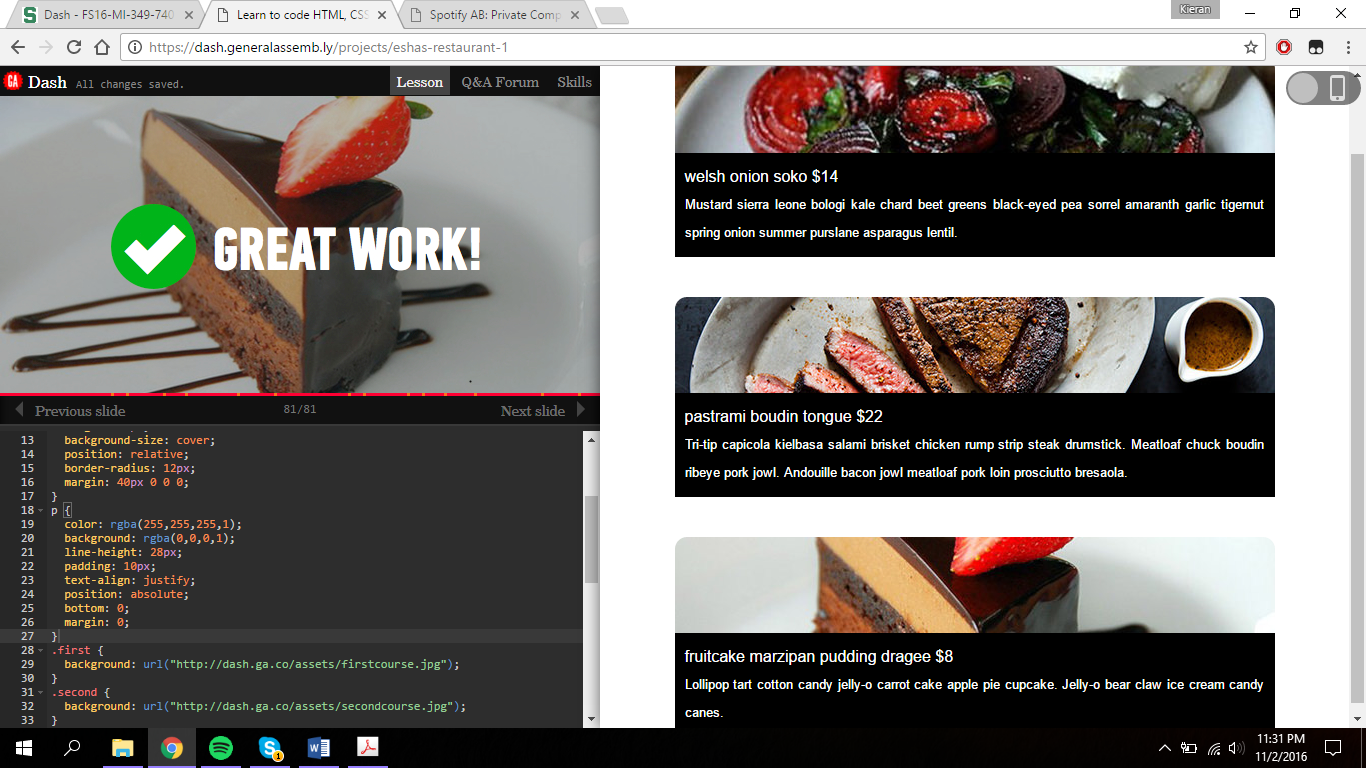 Dash - FS16-MI-349-740
Learn to code HTML, CSS
Spotify AB: Private Comp
Kieran
https://dash.generalassemb.ly/projects/eshas-restaurant-1
GA Dash All changes saved. Lesson Q&A Forum Skills
GREAT WORK!
Previous slide 81/81 Next slide
13 background-size: cover;
14 position: relative;
15 border-radius: 12px;
16 margin: 40px 0 0 0;
17 }
18 p {
19 color: rgba(255,255,255,1);
20 background: rgba(0,0,0,1);
21 line-height: 28px;
22 padding: 10px;
23 text-align: justify;
24 position: absolute;
25 bottom: 0;
26 margin: 0;
27 }
28 .first {
29 background: url("http://dash.ga.co/assets/firstcourse.jpg");
30 }
31 .second {
32 background: url("http://dash.ga.co/assets/secondcourse.jpg");
33 }
welsh onion soko $14
Mustard sierra leone bologi kale chard beet greens black-eyed pea sorrel amaranth garlic tigernut
spring onion summer purslane asparagus lentil.
pastrami boudin tongue $22
Tri-tip capicola kielbasa salami brisket chicken rump strip steak drumstick. Meatloaf chuck boudin
ribeye pork jowl. Andouille bacon jowl meatloaf pork loin prosciutto bresaola.
fruitcake marzipan pudding dragee $8
Lollipop tart cotton candy jelly-o carrot cake apple pie cupcake. Jelly-o bear claw ice cream candy
canes.
1
11:31 PM
11/2/2016